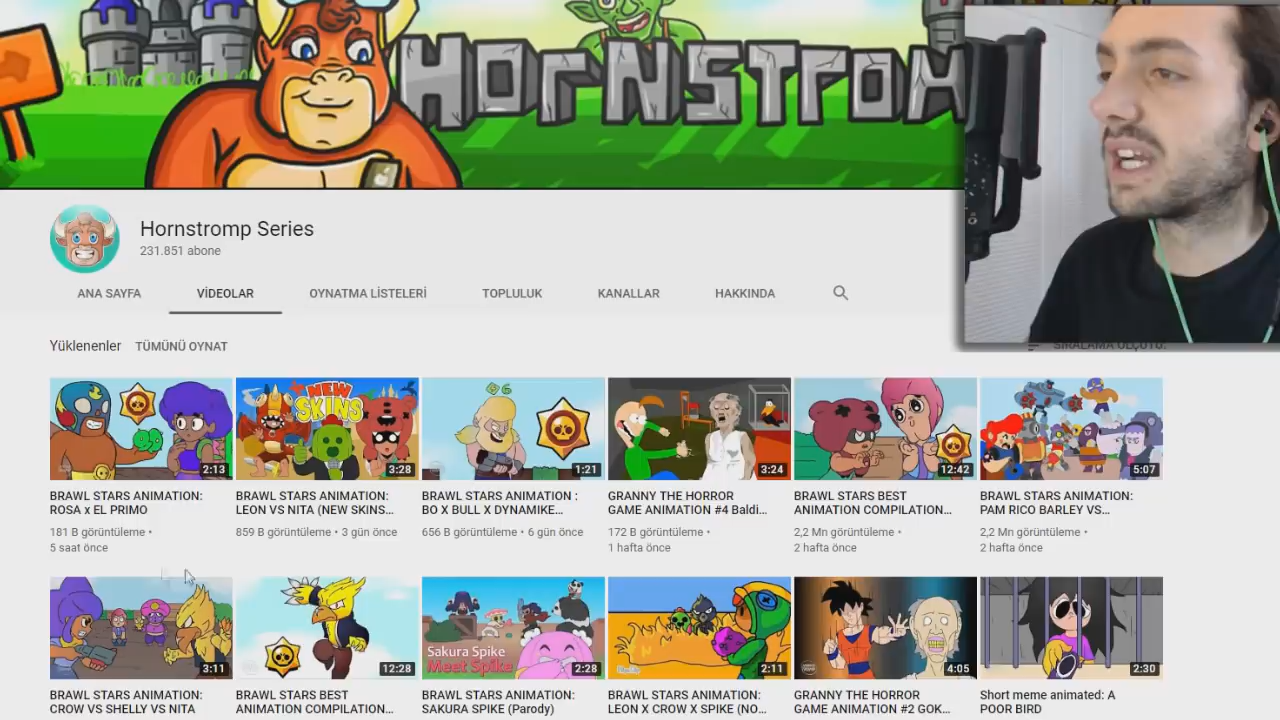 HORNSTROM
Hornstromp Series
231.851 abone
ANA SAYFA
VİDEOLAR
OYNATMA LİSTELERİ
TOPLULUK
KANALLAR
HAKKINDA
Yüklenenler
TÜMÜNÜ OYNAT
SIRALAMA ÖLÇÜTÜ:
2:13
NEW
SKINS
3:28
1:21
3:24
12:42
5:07
BRAWL STARS ANIMATION:
ROSA x EL PRIMO
181 B görüntüleme •
5 saat önce
BRAWL STARS ANIMATION:
LEON VS NITA (NEW SKINS...
859 B görüntüleme • 3 gün önce
BRAWL STARS ANIMATION :
BO X BULL X DYNAMIKE...
656 B görüntüleme • 6 gün önce
GRANNY THE HORROR
GAME ANIMATION #4 Baldi...
172 B görüntüleme •
1 hafta önce
BRAWL STARS BEST
ANIMATION COMPILATION...
2,2 Mn görüntüleme •
2 hafta önce
BRAWL STARS ANIMATION:
PAM RICO BARLEY VS...
2,2 Mn görüntüleme •
2 hafta önce
3:11
12:28
Sakura Spike
Meet Spike
2:28
2:11
4:05
2:30
BRAWL STARS ANIMATION:
CROW VS SHELLY VS NITA
BRAWL STARS BEST
ANIMATION COMPILATION...
BRAWL STARS ANIMATION:
SAKURA SPIKE (Parody)
BRAWL STARS ANIMATION:
LEON X CROW X SPIKE (NO...
GRANNY THE HORROR
GAME ANIMATION #2 GOK...
Short meme animated: A
POOR BIRD